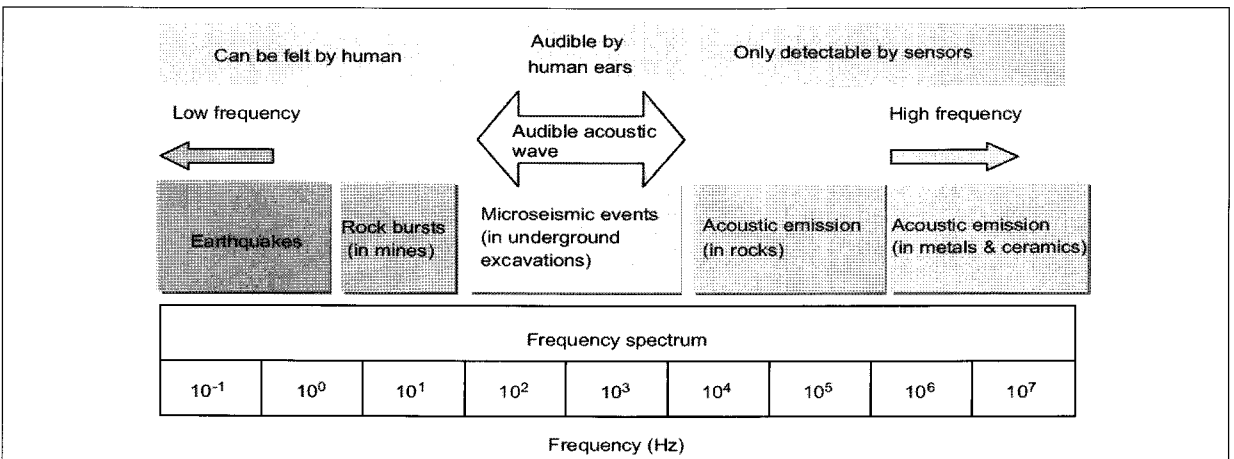 Can be felt by human
Audible by
human ears
Only detectable by sensors
Low frequency
High frequency
Audible acoustic
wave
Earthquakes
Rock bursts
(in mines)
Microseismic events
(in underground
excavations)
Acoustic emission
(in rocks)
Acoustic emission
(in metals & ceramics)
Frequency spectrum
10⁻¹ 10⁰ 10¹ 10² 10³ 10⁴ 10⁵ 10⁶ 10⁷
Frequency (Hz)